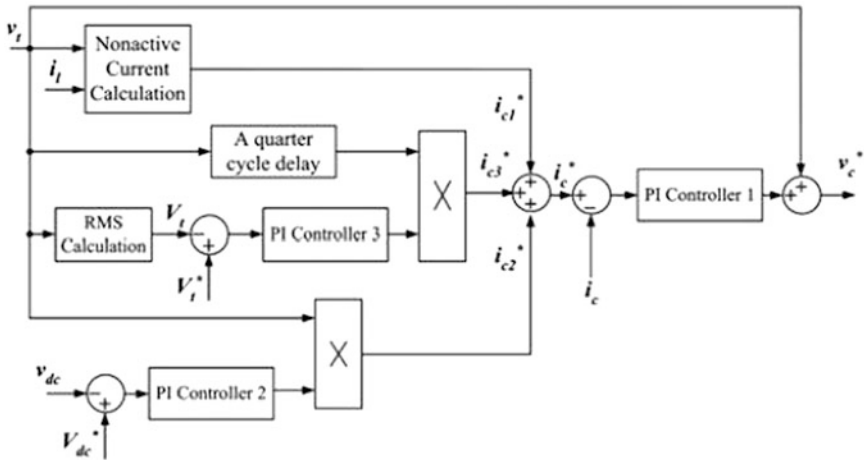 v_t
Nonactive
Current
Calculation
i_l
i_c1*
A quarter
cycle delay
X
i_c3*
i_c*
+
+
+
+
−
PI Controller 1
+
+
v_c*
RMS
Calculation
V_t
−
+
PI Controller 3
V_t*
i_c2*
i_c
X
v_dc
−
+
PI Controller 2
V_dc*